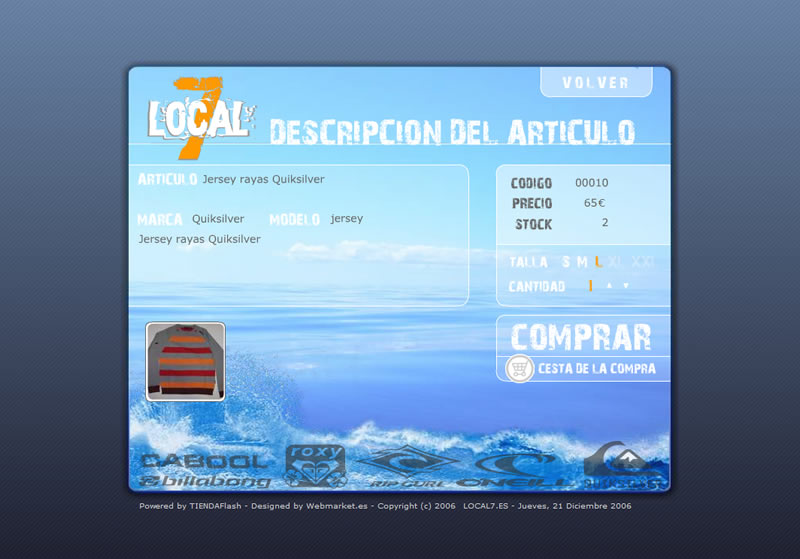 VOLVER
LOCAL 7
DESCRIPCION DEL ARTICULO
ARTICULO Jersey rayas Quiksilver
MARCA Quiksilver MODELO jersey
Jersey rayas Quiksilver
CODIGO 00010
PRECIO 65€
STOCK 2
TALLA S M L XL XXL
CANTIDAD 1
COMPRAR
CESTA DE LA COMPRA
CABOOL
billabong
roxy
RIP CURL
ONEILL
QUIKSILVER
Powered by TIENDAFlash - Designed by Webmarket.es - Copyright (c) 2006 LOCAL7.ES - Jueves, 21 Diciembre 2006